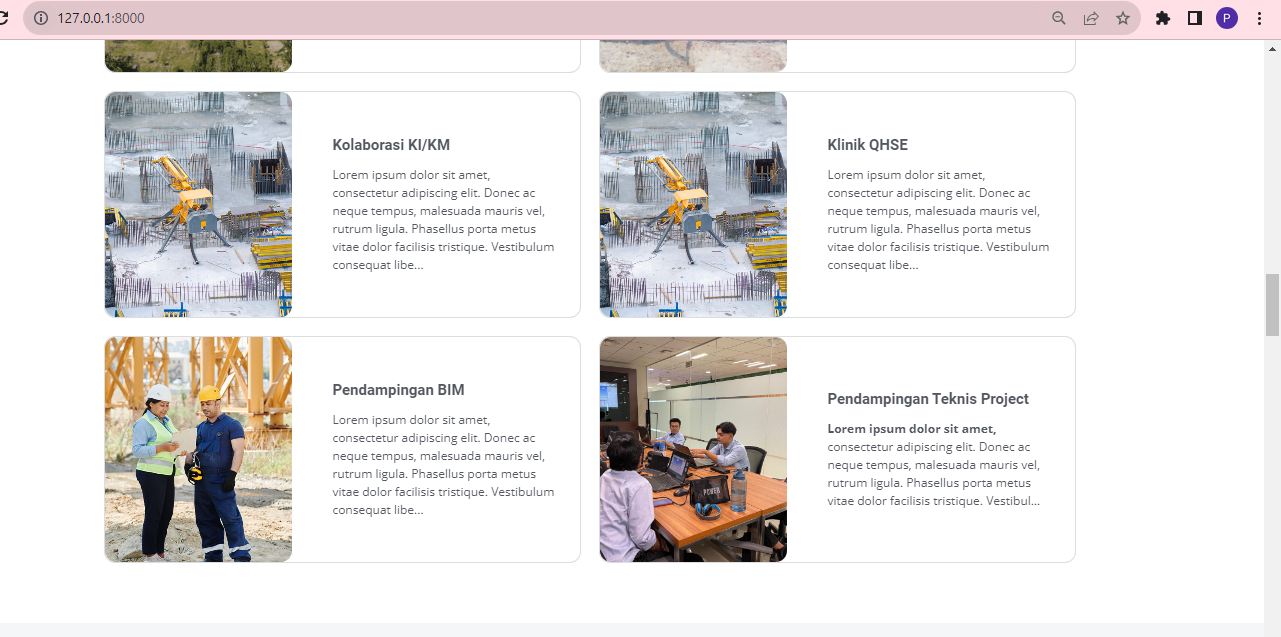 127.0.0.1:8000
P
Kolaborasi KI/KM
Lorem ipsum dolor sit amet,
consectetur adipiscing elit. Donec ac
neque tempus, malesuada mauris vel,
rutrum ligula. Phasellus porta metus
vitae dolor facilisis tristique. Vestibulum
consequat libe...
Klinik QHSE
Lorem ipsum dolor sit amet,
consectetur adipiscing elit. Donec ac
neque tempus, malesuada mauris vel,
rutrum ligula. Phasellus porta metus
vitae dolor facilisis tristique. Vestibulum
consequat libe...
Pendampingan BIM
Lorem ipsum dolor sit amet,
consectetur adipiscing elit. Donec ac
neque tempus, malesuada mauris vel,
rutrum ligula. Phasellus porta metus
vitae dolor facilisis tristique. Vestibulum
consequat libe...
POWER
Pendampingan Teknis Project
Lorem ipsum dolor sit amet,
consectetur adipiscing elit. Donec ac
neque tempus, malesuada mauris vel,
rutrum ligula. Phasellus porta metus
vitae dolor facilisis tristique. Vestibul...